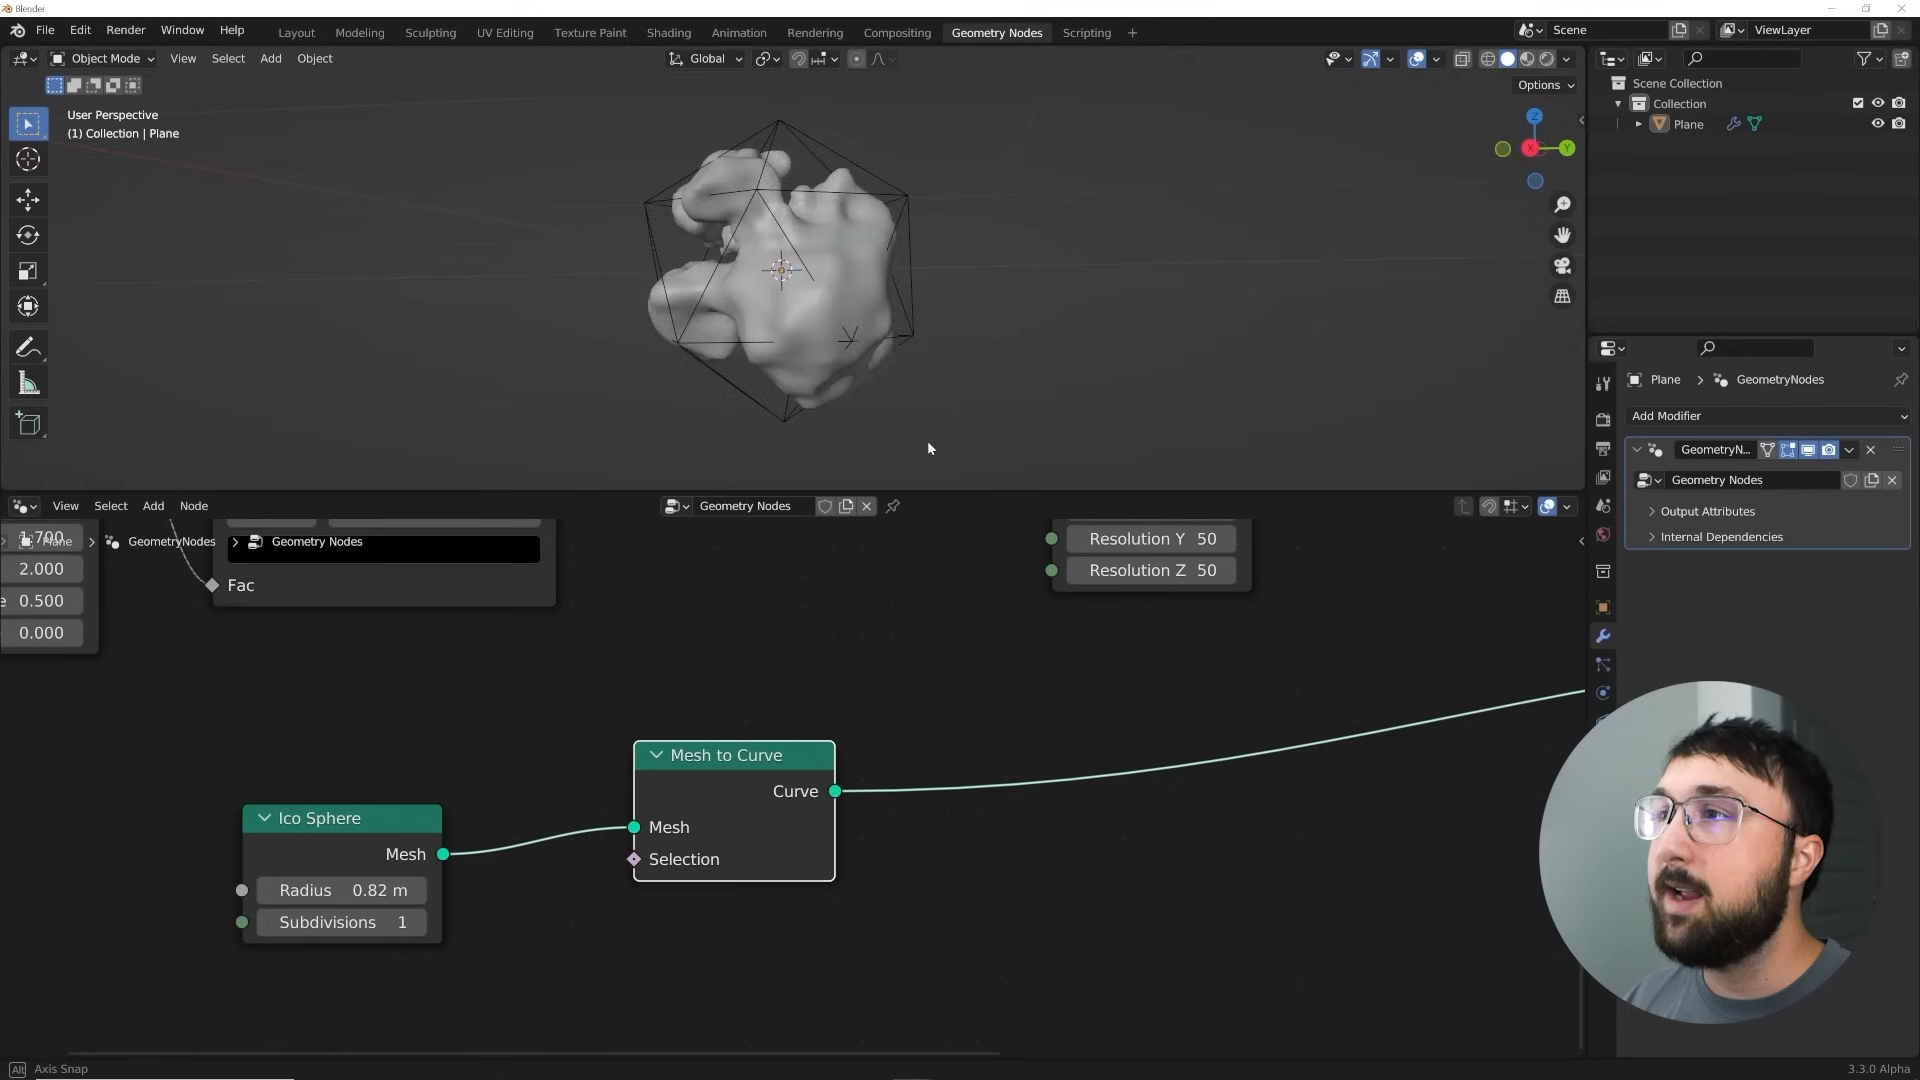 Blender
File Edit Render Window Help
Layout Modeling Sculpting UV Editing Texture Paint Shading Animation Rendering Compositing Geometry Nodes Scripting +
Scene
ViewLayer
Object Mode View Select Add Object
Global
Options
User Perspective
(1) Collection | Plane
Z
X
Y
Scene Collection
Collection
Plane
Plane > GeometryNodes
Add Modifier
GeometryN...
Geometry Nodes
Output Attributes
Internal Dependencies
View Select Add Node
Geometry Nodes
Plane > GeometryNodes > Geometry Nodes
1.700
2.000
e 0.500
0.000
Fac
Resolution Y 50
Resolution Z 50
Mesh to Curve
Curve
Mesh
Selection
Ico Sphere
Mesh
Radius 0.82 m
Subdivisions 1
Alt Axis Snap
3.3.0 Alpha